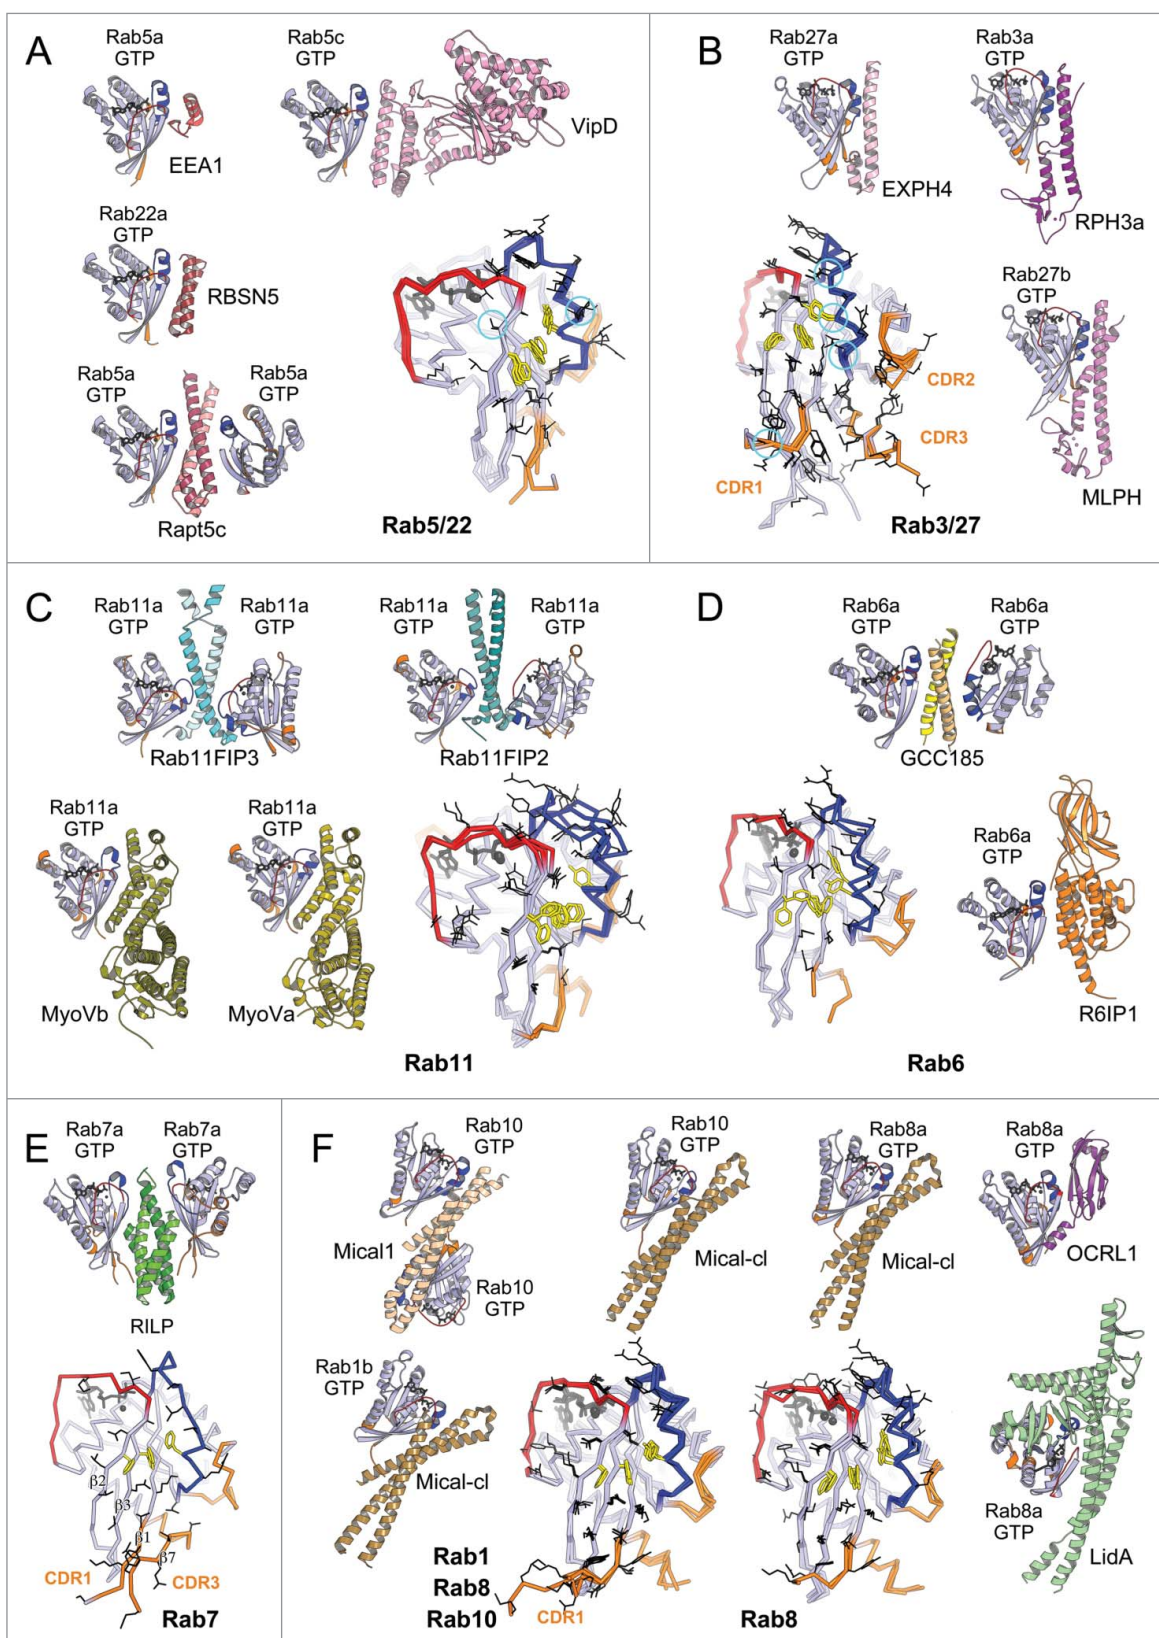 A
Rab5a
GTP
EEA1
Rab5c
GTP
VipD
Rab22a
GTP
RBSN5
Rab5a
GTP
Rab5a
GTP
Rapt5c
Rab5/22
B
Rab27a
GTP
EXPH4
Rab3a
GTP
RPH3a
Rab27b
GTP
MLPH
CDR2
CDR3
CDR1
Rab3/27
C
Rab11a
GTP
Rab11a
GTP
Rab11FIP3
Rab11a
GTP
Rab11a
GTP
Rab11FIP2
Rab11a
GTP
MyoVb
Rab11a
GTP
MyoVa
Rab11
D
Rab6a
GTP
Rab6a
GTP
GCC185
Rab6a
GTP
R6IP1
Rab6
E
Rab7a
GTP
Rab7a
GTP
RILP
β2
β3
β1
β7
CDR1
CDR3
Rab7
F
Rab10
GTP
Mical1
Rab10
GTP
Rab10
GTP
Mical-cl
Rab8a
GTP
Mical-cl
Rab8a
GTP
OCRL1
Rab1b
GTP
Mical-cl
Rab1
Rab8
Rab10
CDR1
Rab8
Rab8a
GTP
LidA